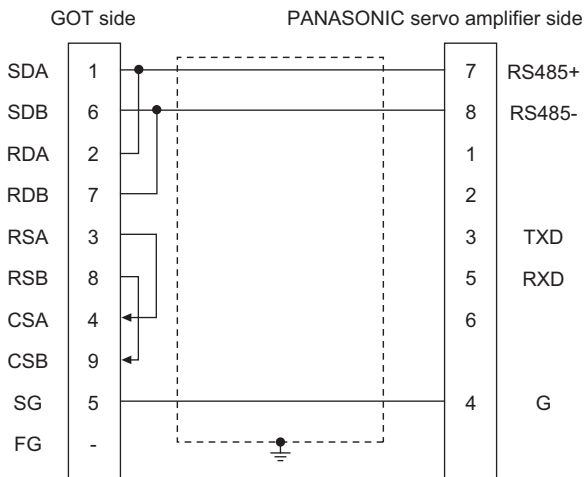 GOT side PANASONIC servo amplifier side
SDA 1 7 RS485+
SDB 6 8 RS485-
RDA 2 1
RDB 7 2
RSA 3 3 TXD
RSB 8 5 RXD
CSA 4 6
CSB 9
SG 5 4 G
FG -